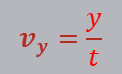 v_y = y/t